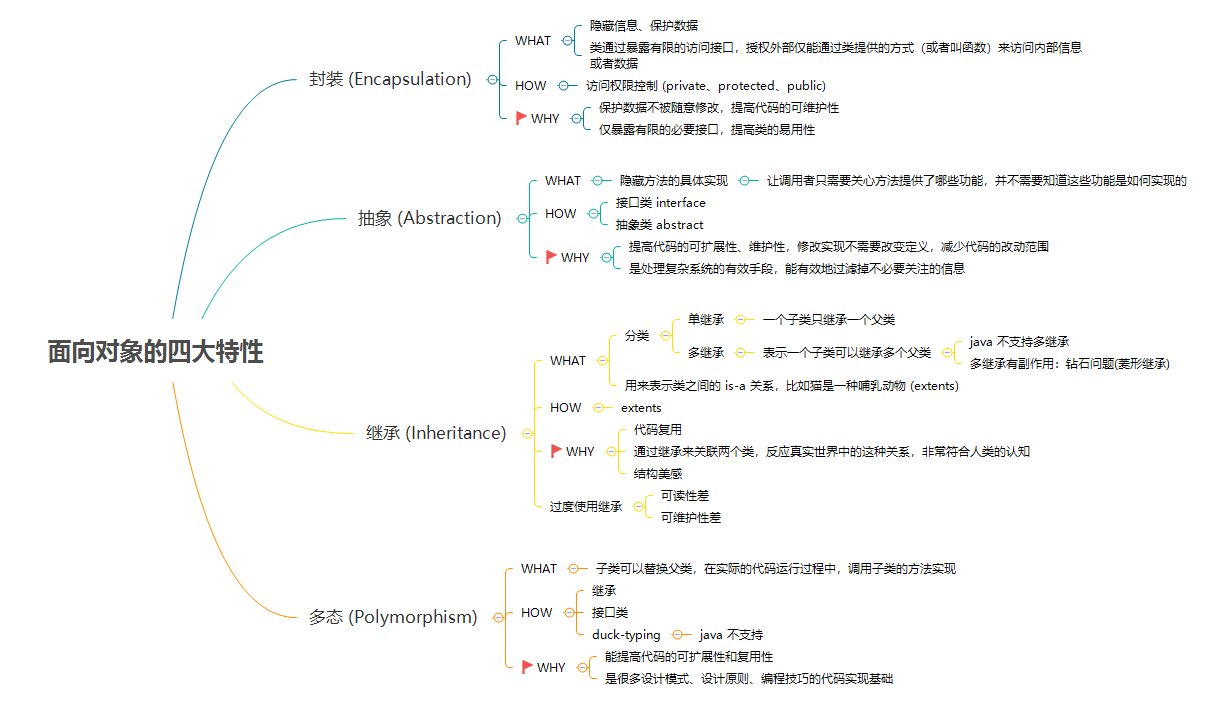 面向对象的四大特性
封装 (Encapsulation)
WHAT
隐藏信息、保护数据
类通过暴露有限的访问接口，授权外部仅能通过类提供的方式（或者叫函数）来访问内部信息
或者数据
HOW
访问权限控制 (private、protected、public)
WHY
保护数据不被随意修改，提高代码的可维护性
仅暴露有限的必要接口，提高类的易用性
抽象 (Abstraction)
WHAT
隐藏方法的具体实现
让调用者只需要关心方法提供了哪些功能，并不需要知道这些功能是如何实现的
HOW
接口类 interface
抽象类 abstract
WHY
提高代码的可扩展性、维护性，修改实现不需要改变定义，减少代码的改动范围
是处理复杂系统的有效手段，能有效地过滤掉不必要关注的信息
继承 (Inheritance)
WHAT
分类
单继承
一个子类只继承一个父类
多继承
表示一个子类可以继承多个父类
java 不支持多继承
多继承有副作用：钻石问题(菱形继承)
用来表示类之间的 is-a 关系，比如猫是一种哺乳动物 (extents)
HOW
extents
WHY
代码复用
通过继承来关联两个类，反应真实世界中的这种关系，非常符合人类的认知
结构美感
过度使用继承
可读性差
可维护性差
多态 (Polymorphism)
WHAT
子类可以替换父类，在实际的代码运行过程中，调用子类的方法实现
HOW
继承
接口类
duck-typing
java 不支持
WHY
能提高代码的可扩展性和复用性
是很多设计模式、设计原则、编程技巧的代码实现基础